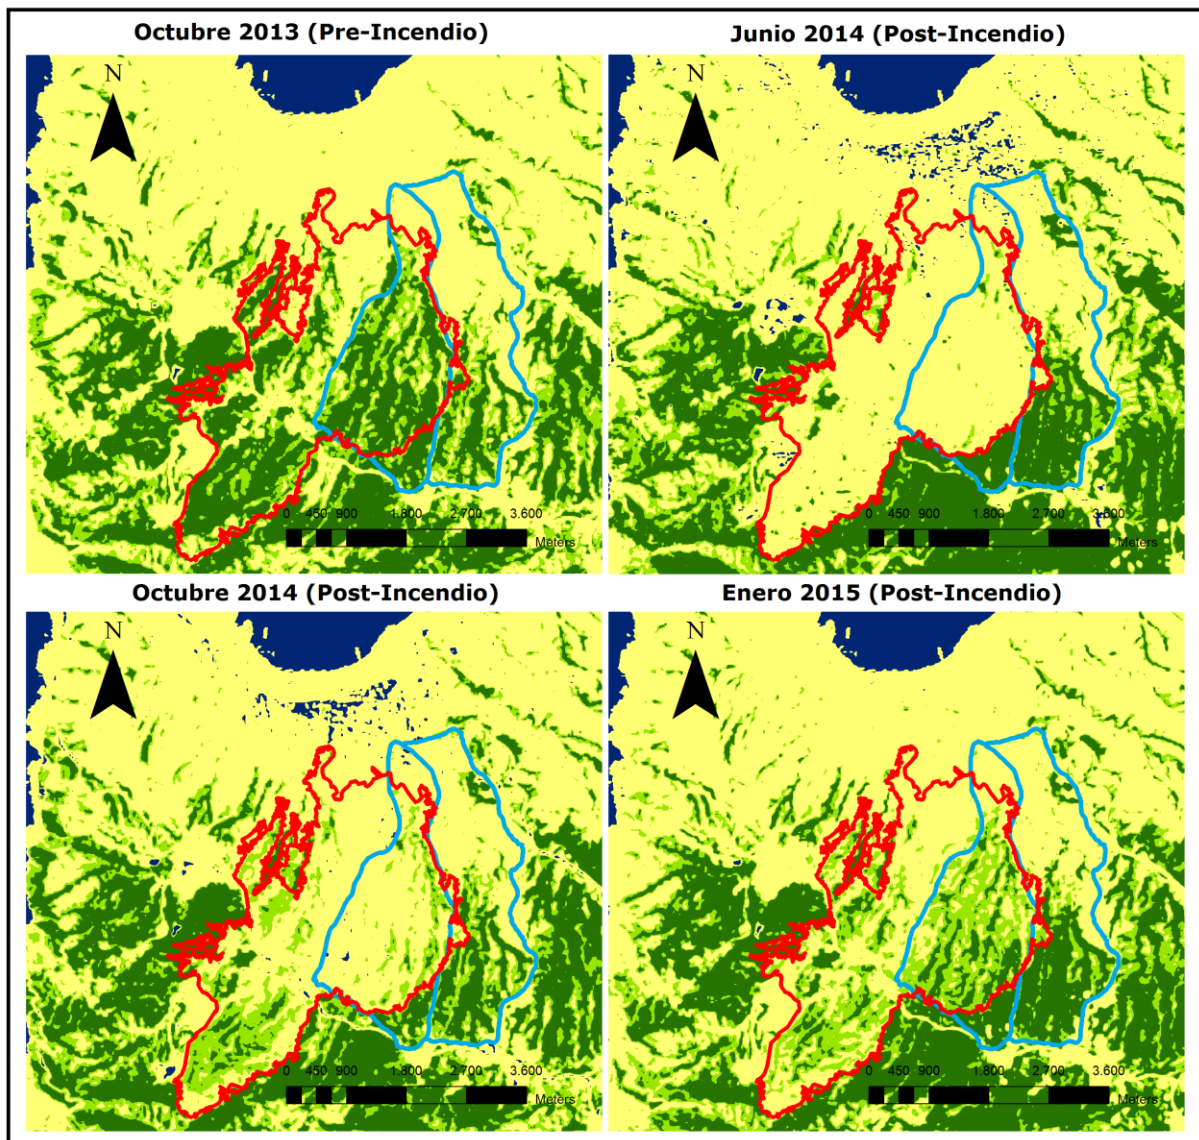 Octubre 2013 (Pre-Incendio)
Junio 2014 (Post-Incendio)
N
N
0 450 900 1.800 2.700 3.600
Meters
0 450 900 1.800 2.700 3.600
Meters
Octubre 2014 (Post-Incendio)
Enero 2015 (Post-Incendio)
N
N
0 450 900 1.800 2.700 3.600
Meters
0 450 900 1.800 2.700 3.600
Meters